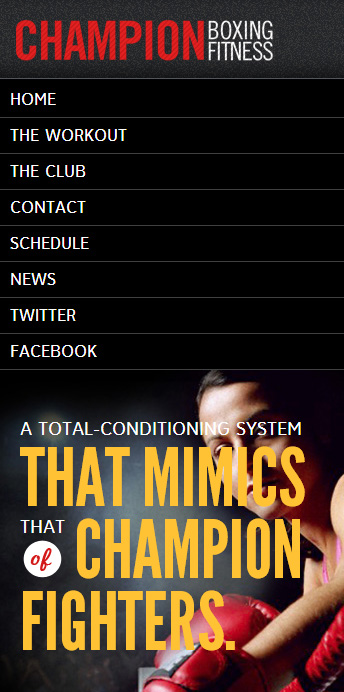 CHAMPION BOXING
FITNESS
HOME
THE WORKOUT
THE CLUB
CONTACT
SCHEDULE
NEWS
TWITTER
FACEBOOK
A TOTAL-CONDITIONING SYSTEM
THAT MIMICS
THAT
of CHAMPION
FIGHTERS.